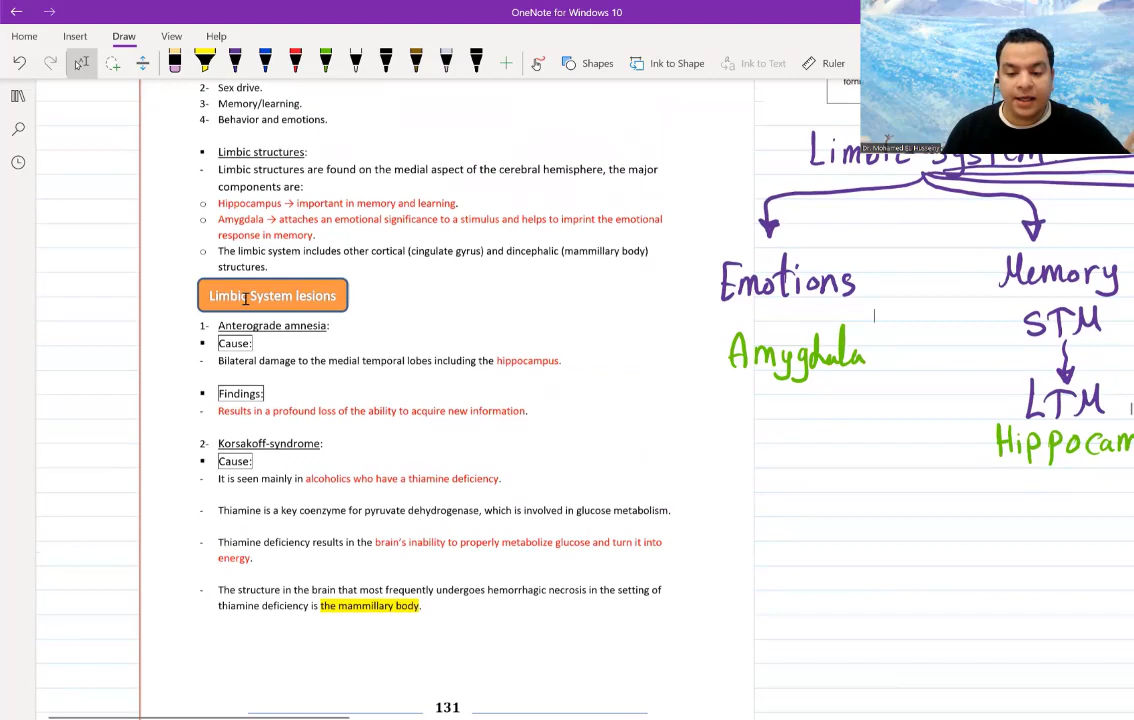 OneNote for Windows 10
Home Insert Draw View Help
Shapes Ink to Shape Ink to Text Ruler
2- Sex drive.
3- Memory/learning.
4- Behavior and emotions.
▪ Limbic structures:
- Limbic structures are found on the medial aspect of the cerebral hemisphere, the major
components are:
o Hippocampus → important in memory and learning.
o Amygdala → attaches an emotional significance to a stimulus and helps to imprint the emotional
response in memory.
o The limbic system includes other cortical (cingulate gyrus) and dincephalic (mammillary body)
structures.
Limbic System lesions
1- Anterograde amnesia:
▪ Cause:
- Bilateral damage to the medial temporal lobes including the hippocampus.
▪ Findings:
- Results in a profound loss of the ability to acquire new information.
2- Korsakoff-syndrome:
▪ Cause:
- It is seen mainly in alcoholics who have a thiamine deficiency.
- Thiamine is a key coenzyme for pyruvate dehydrogenase, which is involved in glucose metabolism.
- Thiamine deficiency results in the brain's inability to properly metabolize glucose and turn it into
energy.
- The structure in the brain that most frequently undergoes hemorrhagic necrosis in the setting of
thiamine deficiency is the mammillary body.
131
Dr. Mohamed EL Husseiny
Limbic System
Emotions
Amygdala
Memory
STM
LTM
Hippocam